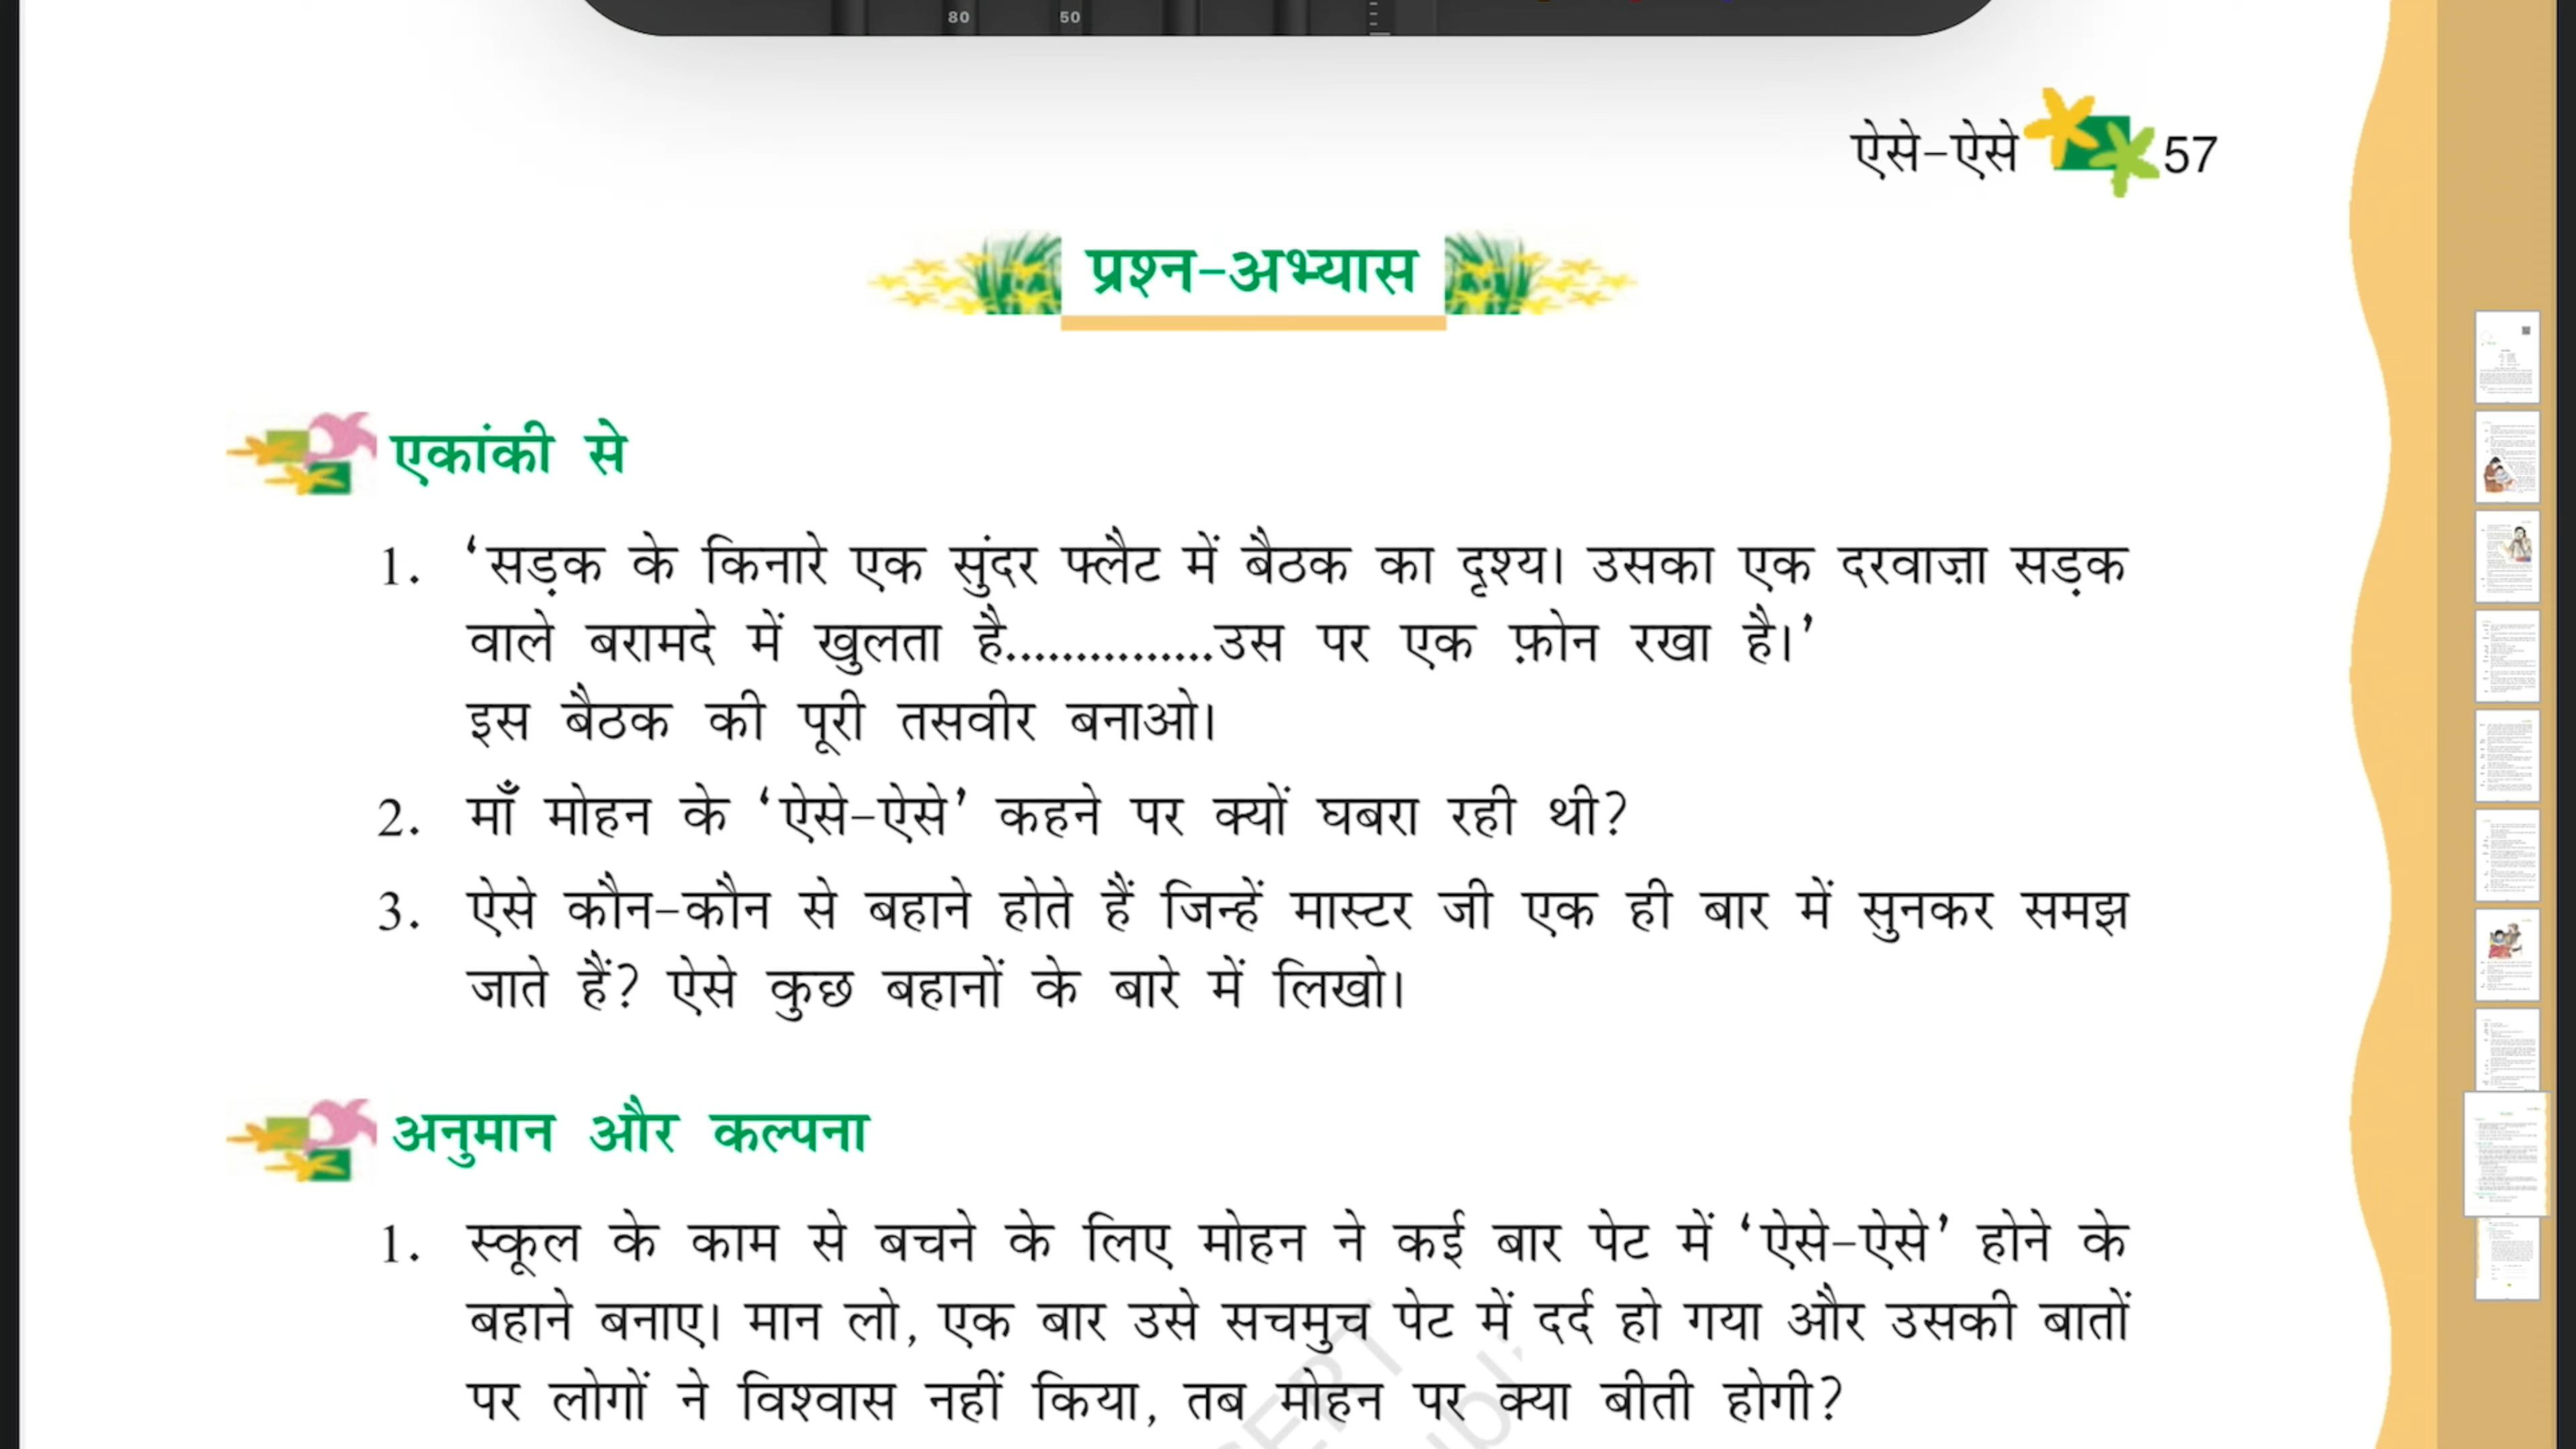 80 50
ऐसे-ऐसे 57
प्रश्न-अभ्यास
एकांकी से
1. ‘सड़क के किनारे एक सुंदर फ्लैट में बैठक का दृश्य। उसका एक दरवाज़ा सड़क
वाले बरामदे में खुलता है...............उस पर एक फ़ोन रखा है।’
इस बैठक की पूरी तसवीर बनाओ।
2. माँ मोहन के ‘ऐसे-ऐसे’ कहने पर क्यों घबरा रही थी?
3. ऐसे कौन-कौन से बहाने होते हैं जिन्हें मास्टर जी एक ही बार में सुनकर समझ
जाते हैं? ऐसे कुछ बहानों के बारे में लिखो।
अनुमान और कल्पना
1. स्कूल के काम से बचने के लिए मोहन ने कई बार पेट में ‘ऐसे-ऐसे’ होने के
बहाने बनाए। मान लो, एक बार उसे सचमुच पेट में दर्द हो गया और उसकी बातों
पर लोगों ने विश्वास नहीं किया, तब मोहन पर क्या बीती होगी?